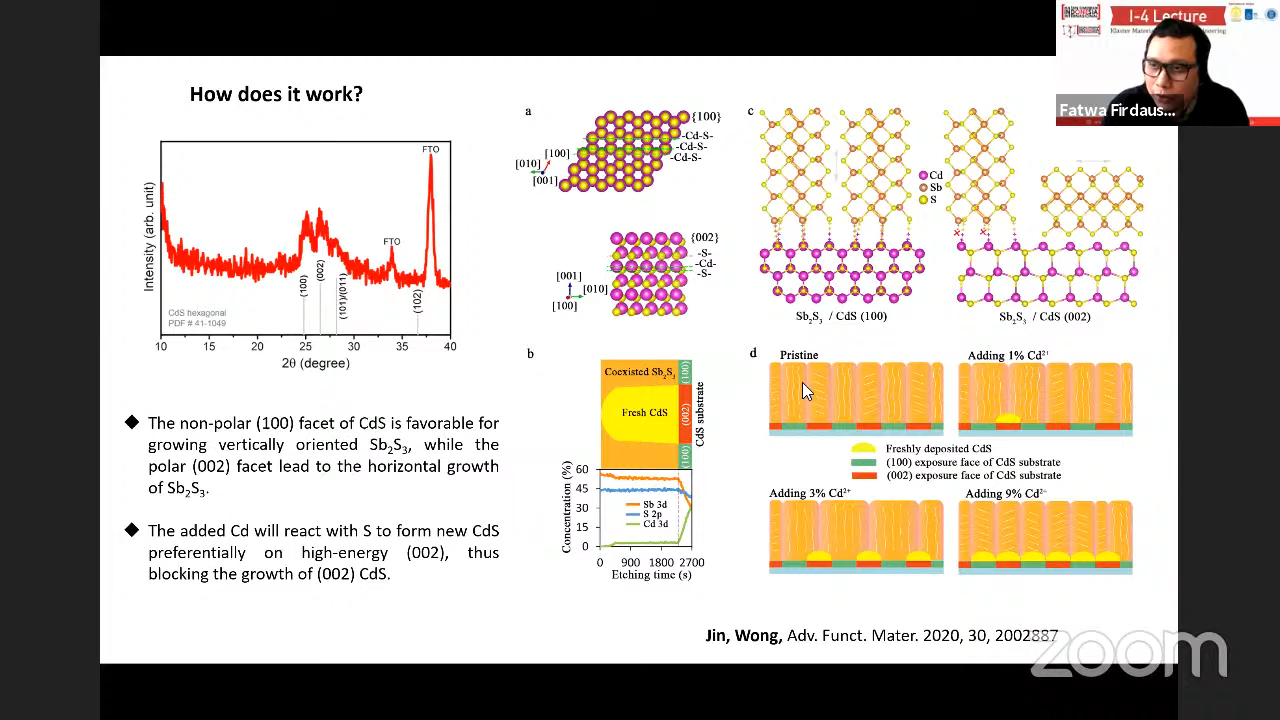 I-4 Lecture
Fatwa Firdaus...
How does it work?
Intensity (arb. unit)
FTO
FTO
(100)
(002)
(101)/(011)
(102)
CdS hexagonal
PDF # 41-1049
10 15 20 25 30 35 40
2θ (degree)
◆ The non-polar (100) facet of CdS is favorable for
growing vertically oriented Sb₂S₃, while the
polar (002) facet lead to the horizontal growth
of Sb₂S₃.
◆ The added Cd will react with S to form new CdS
preferentially on high-energy (002), thus
blocking the growth of (002) CdS.
a
{100}
-Cd-S-
-Cd-S-
-Cd-S-
[100]
[010]
[001]
{002}
-S-
-Cd-
-S-
[001]
[010]
[100]
b
Coexisted Sb₂S₃
Fresh CdS
(100)
(002)
(100)
CdS substrate
Concentration (%)
60
45
30
15
0
Sb 3d
S 2p
Cd 3d
0 900 1800 2700
Etching time (s)
c
Cd
Sb
S
Sb₂S₃ / CdS (100)
Sb₂S₃ / CdS (002)
d
Pristine
Adding 1% Cd²⁺
Freshly deposited CdS
(100) exposure face of CdS substrate
(002) exposure face of CdS substrate
Adding 3% Cd²⁺
Adding 9% Cd²⁺
Jin, Wong, Adv. Funct. Mater. 2020, 30, 2002887
zoom